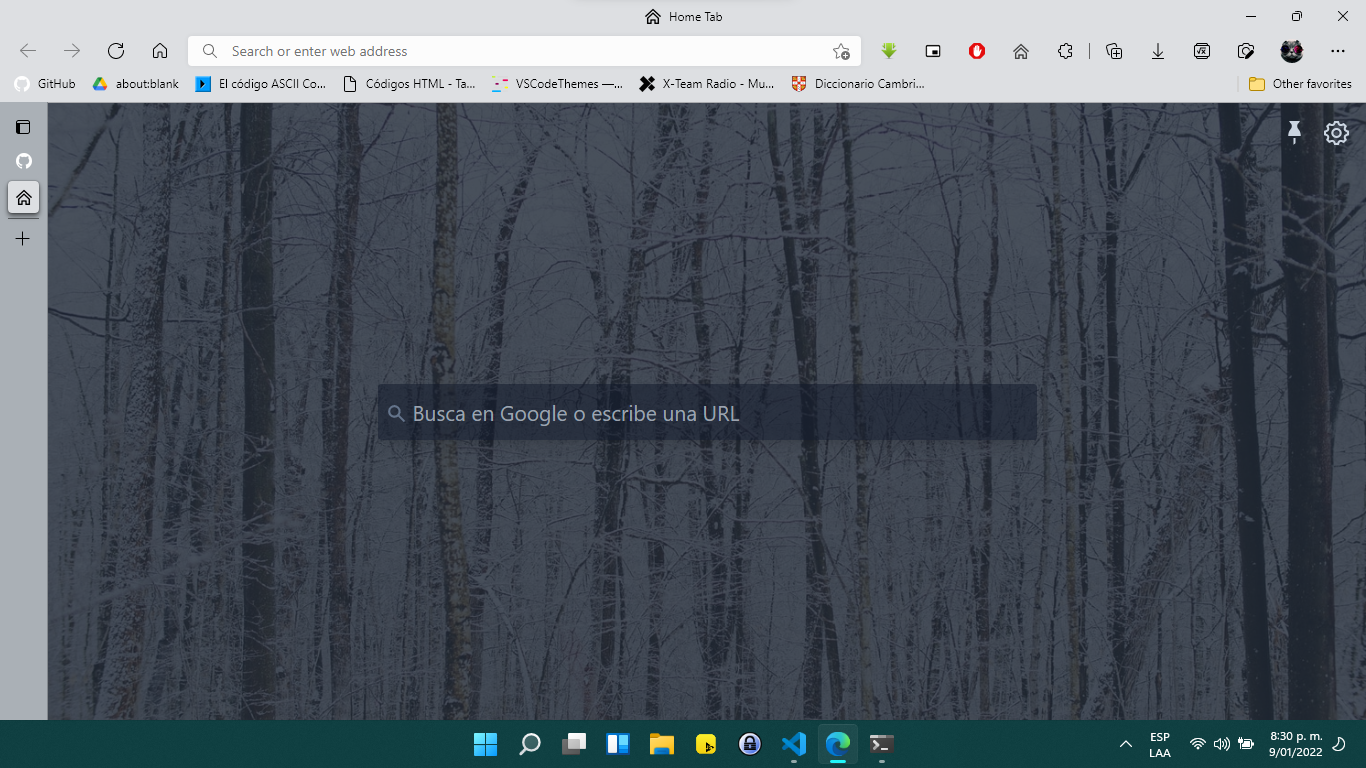 Home Tab
Search or enter web address
GitHub
about:blank
El código ASCII Co...
Códigos HTML - Ta...
VSCodeThemes —...
X-Team Radio - Mu...
Diccionario Cambri...
Other favorites
Busca en Google o escribe una URL
ESP
LAA
8:30 p. m.
9/01/2022